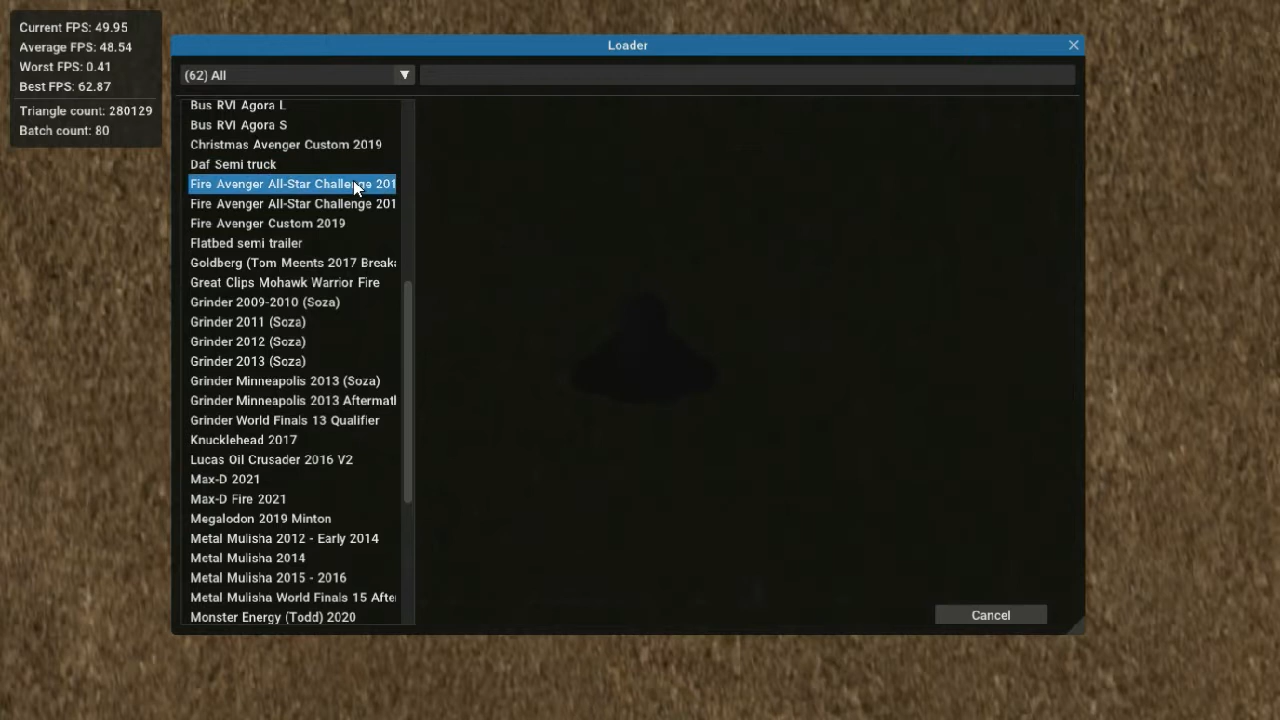 Current FPS: 49.95
Average FPS: 48.54
Worst FPS: 0.41
Best FPS: 62.87
Triangle count: 280129
Batch count: 80
Loader
(62) All
Bus RVI Agora L
Bus RVI Agora S
Christmas Avenger Custom 2019
Daf Semi truck
Fire Avenger All-Star Challenge 201
Fire Avenger All-Star Challenge 201
Fire Avenger Custom 2019
Flatbed semi trailer
Goldberg (Tom Meents 2017 Breaka
Great Clips Mohawk Warrior Fire
Grinder 2009-2010 (Soza)
Grinder 2011 (Soza)
Grinder 2012 (Soza)
Grinder 2013 (Soza)
Grinder Minneapolis 2013 (Soza)
Grinder Minneapolis 2013 Aftermath
Grinder World Finals 13 Qualifier
Knucklehead 2017
Lucas Oil Crusader 2016 V2
Max-D 2021
Max-D Fire 2021
Megalodon 2019 Minton
Metal Mulisha 2012 - Early 2014
Metal Mulisha 2014
Metal Mulisha 2015 - 2016
Metal Mulisha World Finals 15 After
Monster Energy (Todd) 2020
Cancel